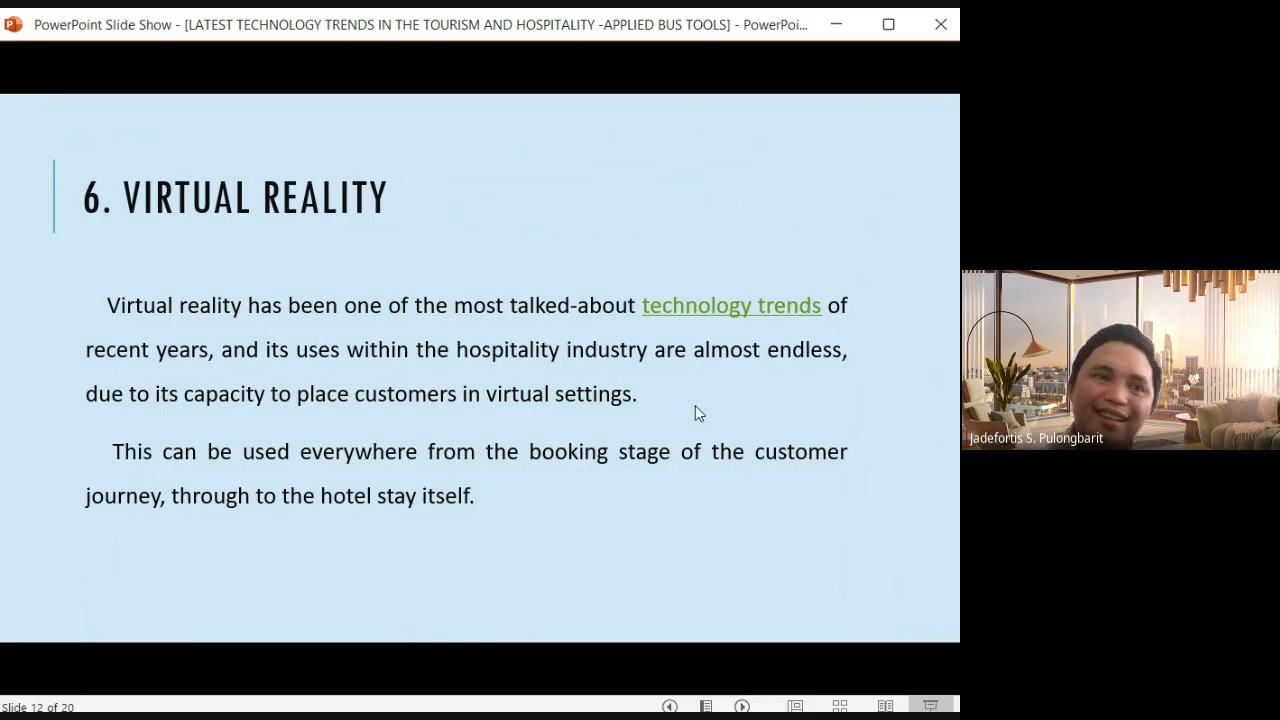 PowerPoint Slide Show - [LATEST TECHNOLOGY TRENDS IN THE TOURISM AND HOSPITALITY -APPLIED BUS TOOLS] - PowerPoi...
6. VIRTUAL REALITY
Virtual reality has been one of the most talked-about technology trends of
recent years, and its uses within the hospitality industry are almost endless,
due to its capacity to place customers in virtual settings.
This can be used everywhere from the booking stage of the customer
journey, through to the hotel stay itself.
Jadefortis S. Pulongbarit
Slide 12 of 20